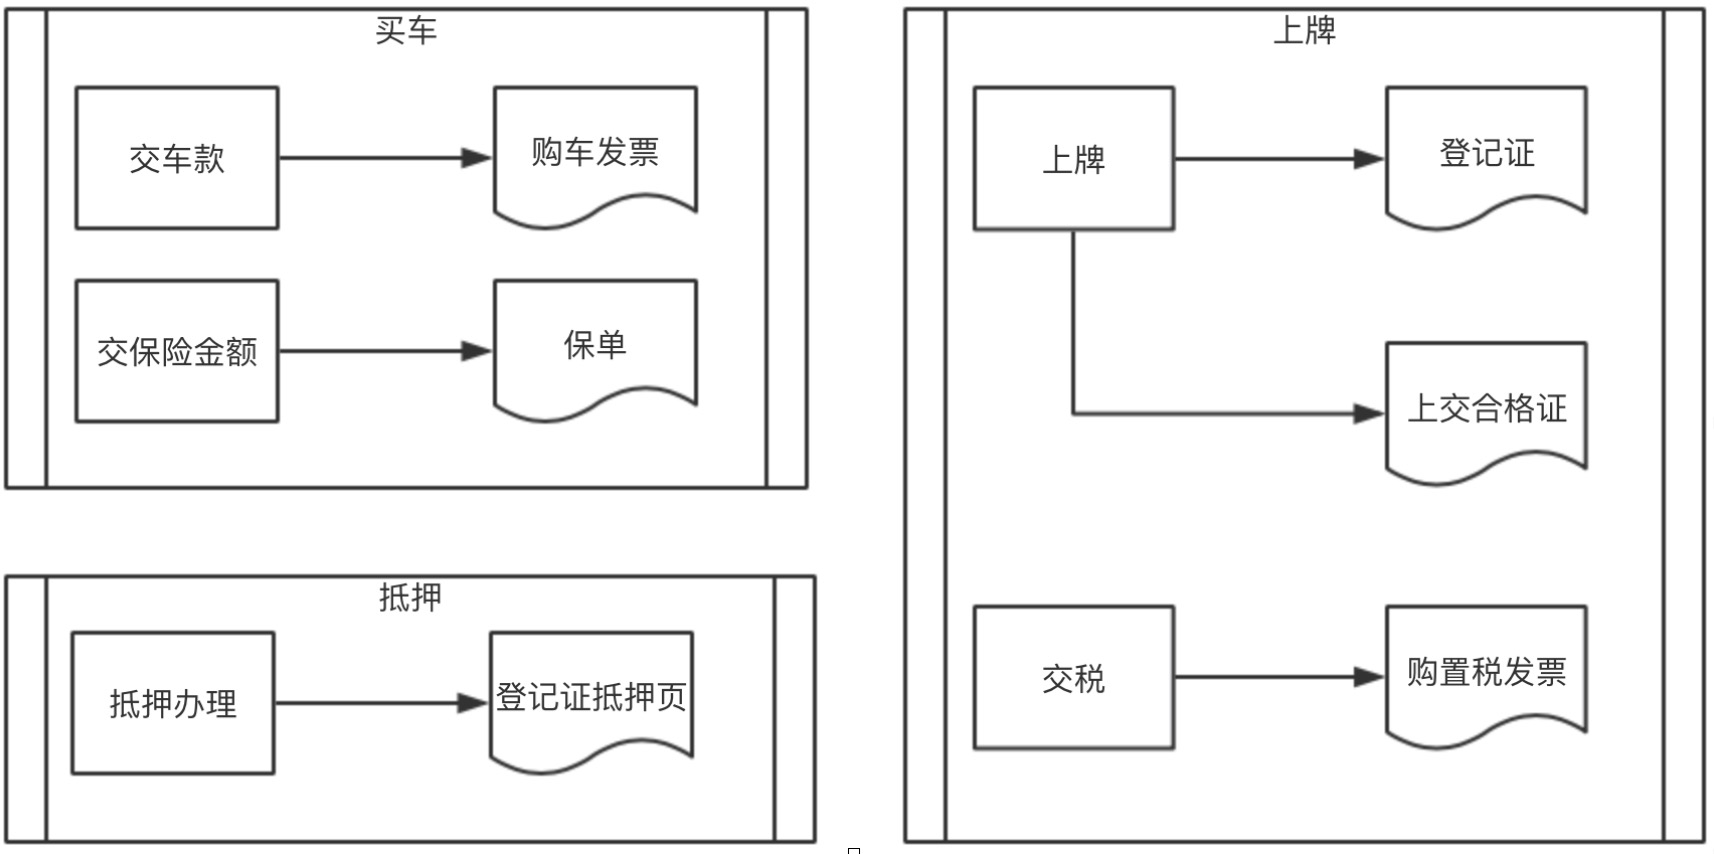 买车
交车款
购车发票
交保险金额
保单
抵押
抵押办理
登记证抵押页
上牌
上牌
登记证
上交合格证
交税
购置税发票